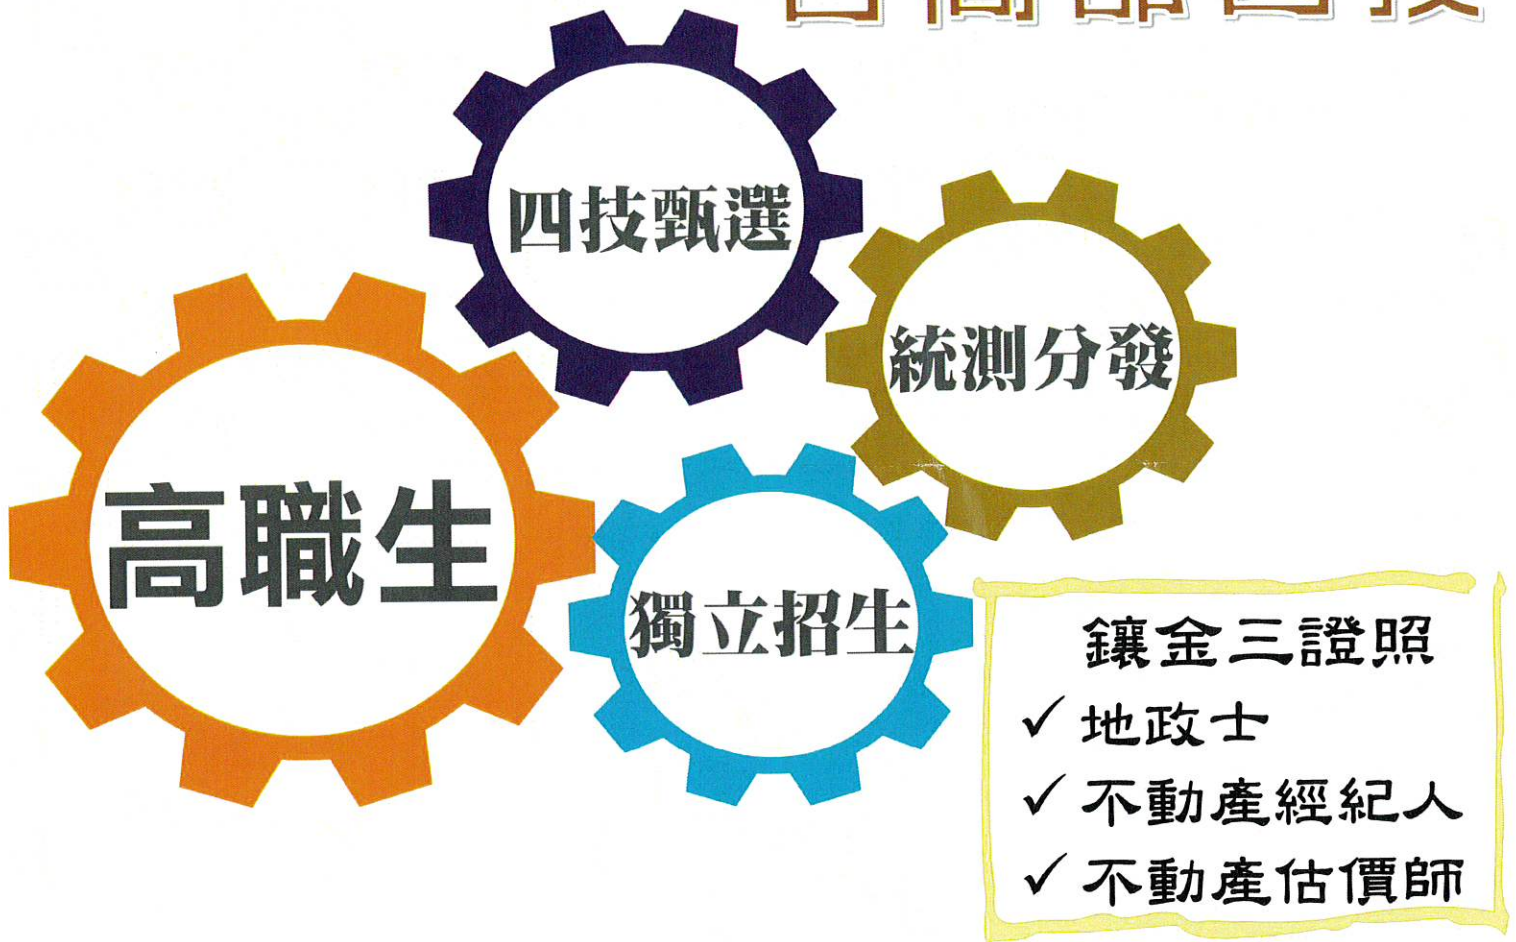 四技甄選
統測分發
高職生
獨立招生
鑲金三證照
✓ 地政士
✓ 不動產經紀人
✓ 不動產估價師